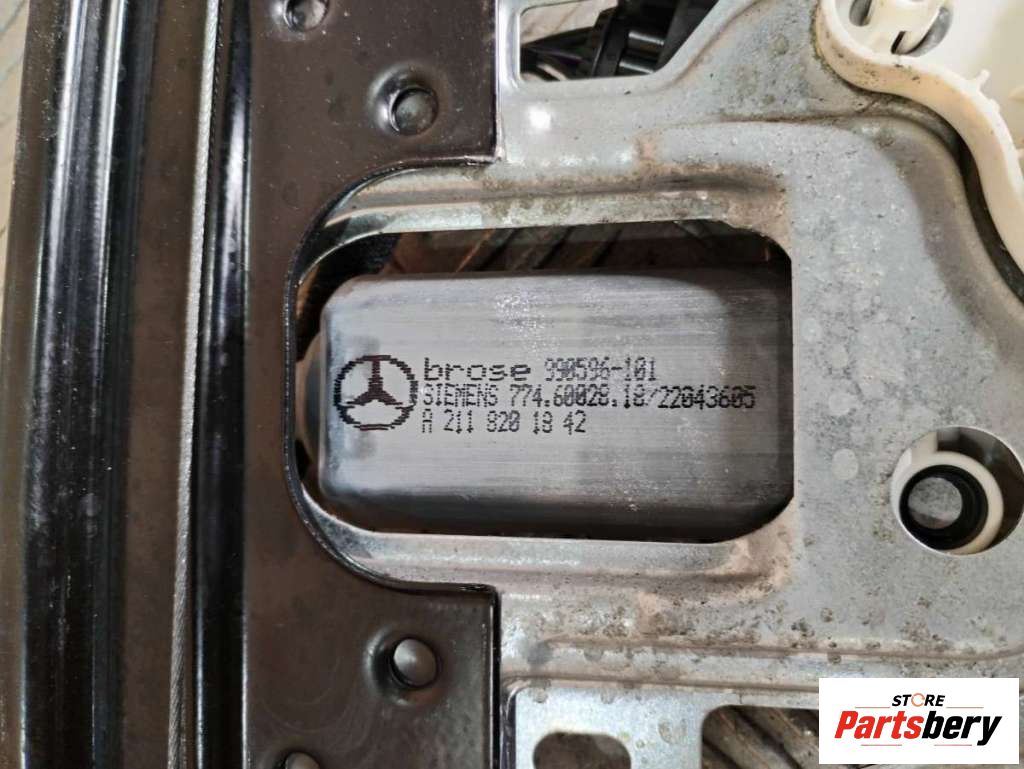 brose 990596-101
SIEMENS 774.60028.18/22043605
A 211 820 18 42
STORE
Partsbery